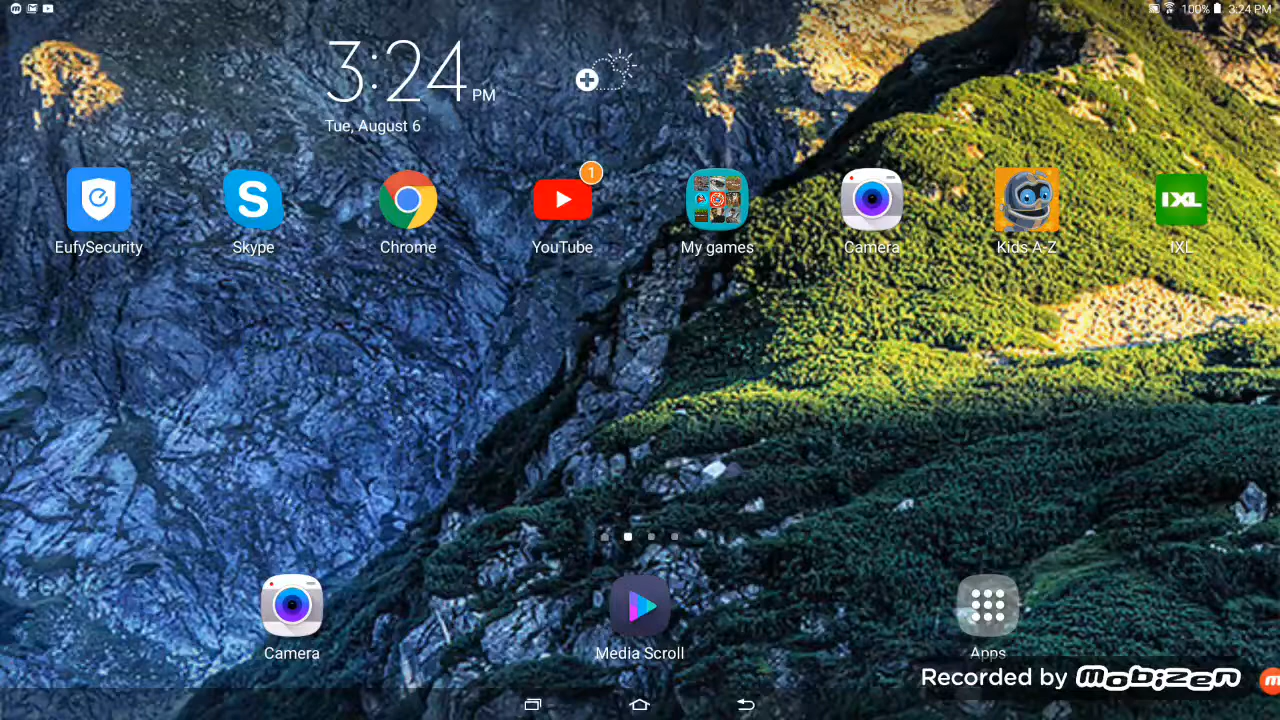 100% 3:24 PM
3:24 PM
Tue, August 6
1
S
IXL
EufySecurity
Skype
Chrome
YouTube
My games
Camera
Kids A-Z
IXL
Camera
Media Scroll
Apps
Recorded by mobizen